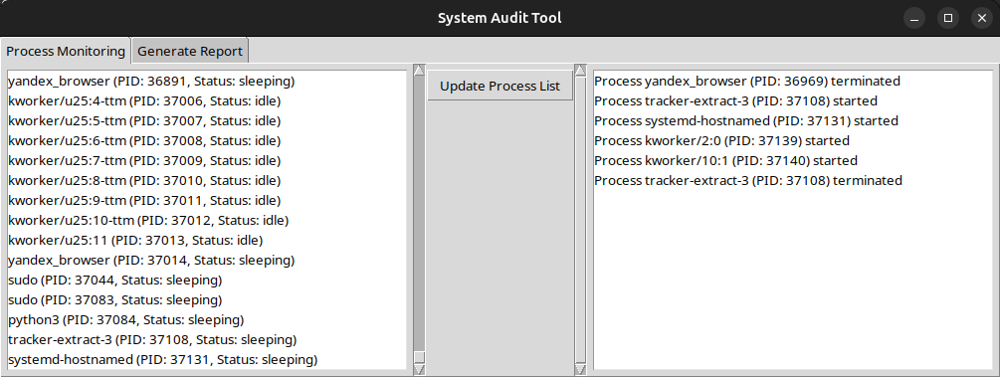 System Audit Tool
Process Monitoring
Generate Report
yandex_browser (PID: 36891, Status: sleeping)
kworker/u25:4-ttm (PID: 37006, Status: idle)
kworker/u25:5-ttm (PID: 37007, Status: idle)
kworker/u25:6-ttm (PID: 37008, Status: idle)
kworker/u25:7-ttm (PID: 37009, Status: idle)
kworker/u25:8-ttm (PID: 37010, Status: idle)
kworker/u25:9-ttm (PID: 37011, Status: idle)
kworker/u25:10-ttm (PID: 37012, Status: idle)
kworker/u25:11 (PID: 37013, Status: idle)
yandex_browser (PID: 37014, Status: sleeping)
sudo (PID: 37044, Status: sleeping)
sudo (PID: 37083, Status: sleeping)
python3 (PID: 37084, Status: sleeping)
tracker-extract-3 (PID: 37108, Status: sleeping)
systemd-hostnamed (PID: 37131, Status: sleeping)
Update Process List
Process yandex_browser (PID: 36969) terminated
Process tracker-extract-3 (PID: 37108) started
Process systemd-hostnamed (PID: 37131) started
Process kworker/2:0 (PID: 37139) started
Process kworker/10:1 (PID: 37140) started
Process tracker-extract-3 (PID: 37108) terminated